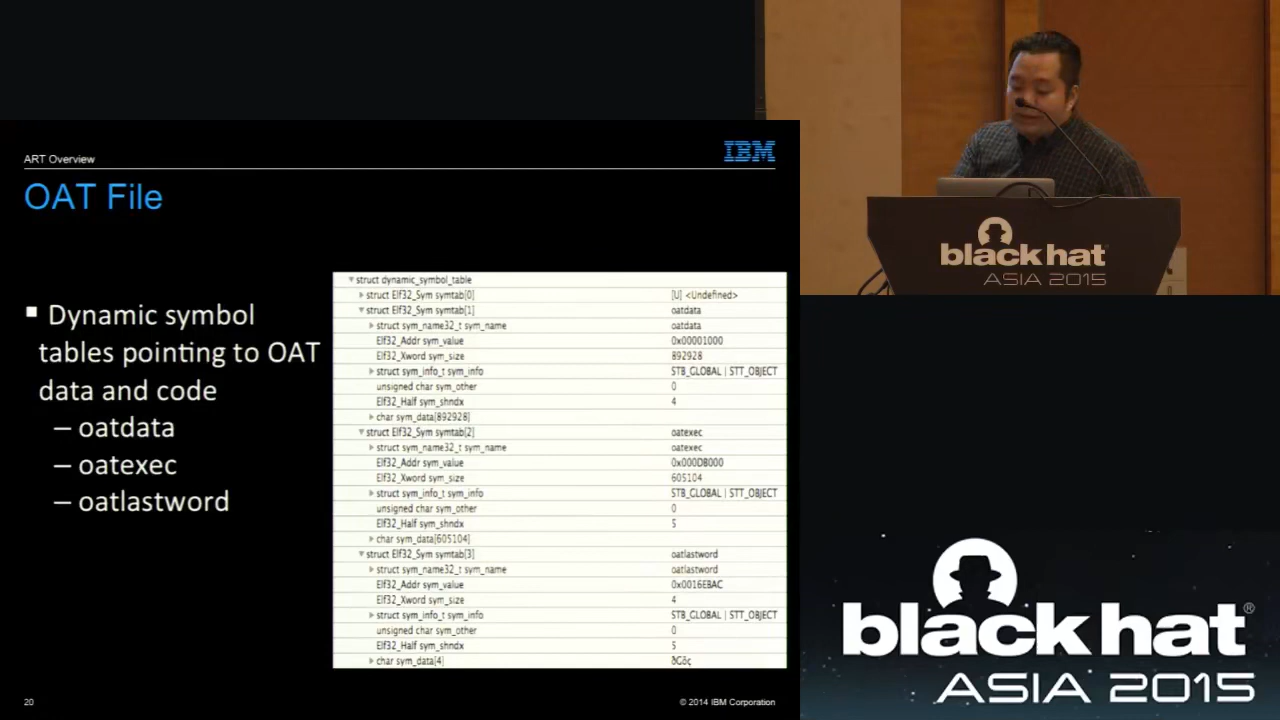 ART Overview
IBM
OAT File
▪ Dynamic symbol
tables pointing to OAT
data and code
– oatdata
– oatexec
– oatlastword
struct dynamic_symbol_table
struct Elf32_Sym symtab[0] [U] <Undefined>
struct Elf32_Sym symtab[1] oatdata
struct sym_name32_t sym_name oatdata
Elf32_Addr sym_value 0x00001000
Elf32_Xword sym_size 892928
struct sym_info_t sym_info STB_GLOBAL | STT_OBJECT
unsigned char sym_other 0
Elf32_Half sym_shndx 4
char sym_data[892928]
struct Elf32_Sym symtab[2] oatexec
struct sym_name32_t sym_name oatexec
Elf32_Addr sym_value 0x000DB000
Elf32_Xword sym_size 605104
struct sym_info_t sym_info STB_GLOBAL | STT_OBJECT
unsigned char sym_other 0
Elf32_Half sym_shndx 5
char sym_data[605104]
struct Elf32_Sym symtab[3] oatlastword
struct sym_name32_t sym_name oatlastword
Elf32_Addr sym_value 0x0016EBAC
Elf32_Xword sym_size 4
struct sym_info_t sym_info STB_GLOBAL | STT_OBJECT
unsigned char sym_other 0
Elf32_Half sym_shndx 5
char sym_data[4]
20
© 2014 IBM Corporation
black hat
ASIA 2015
black hat®
ASIA 2015